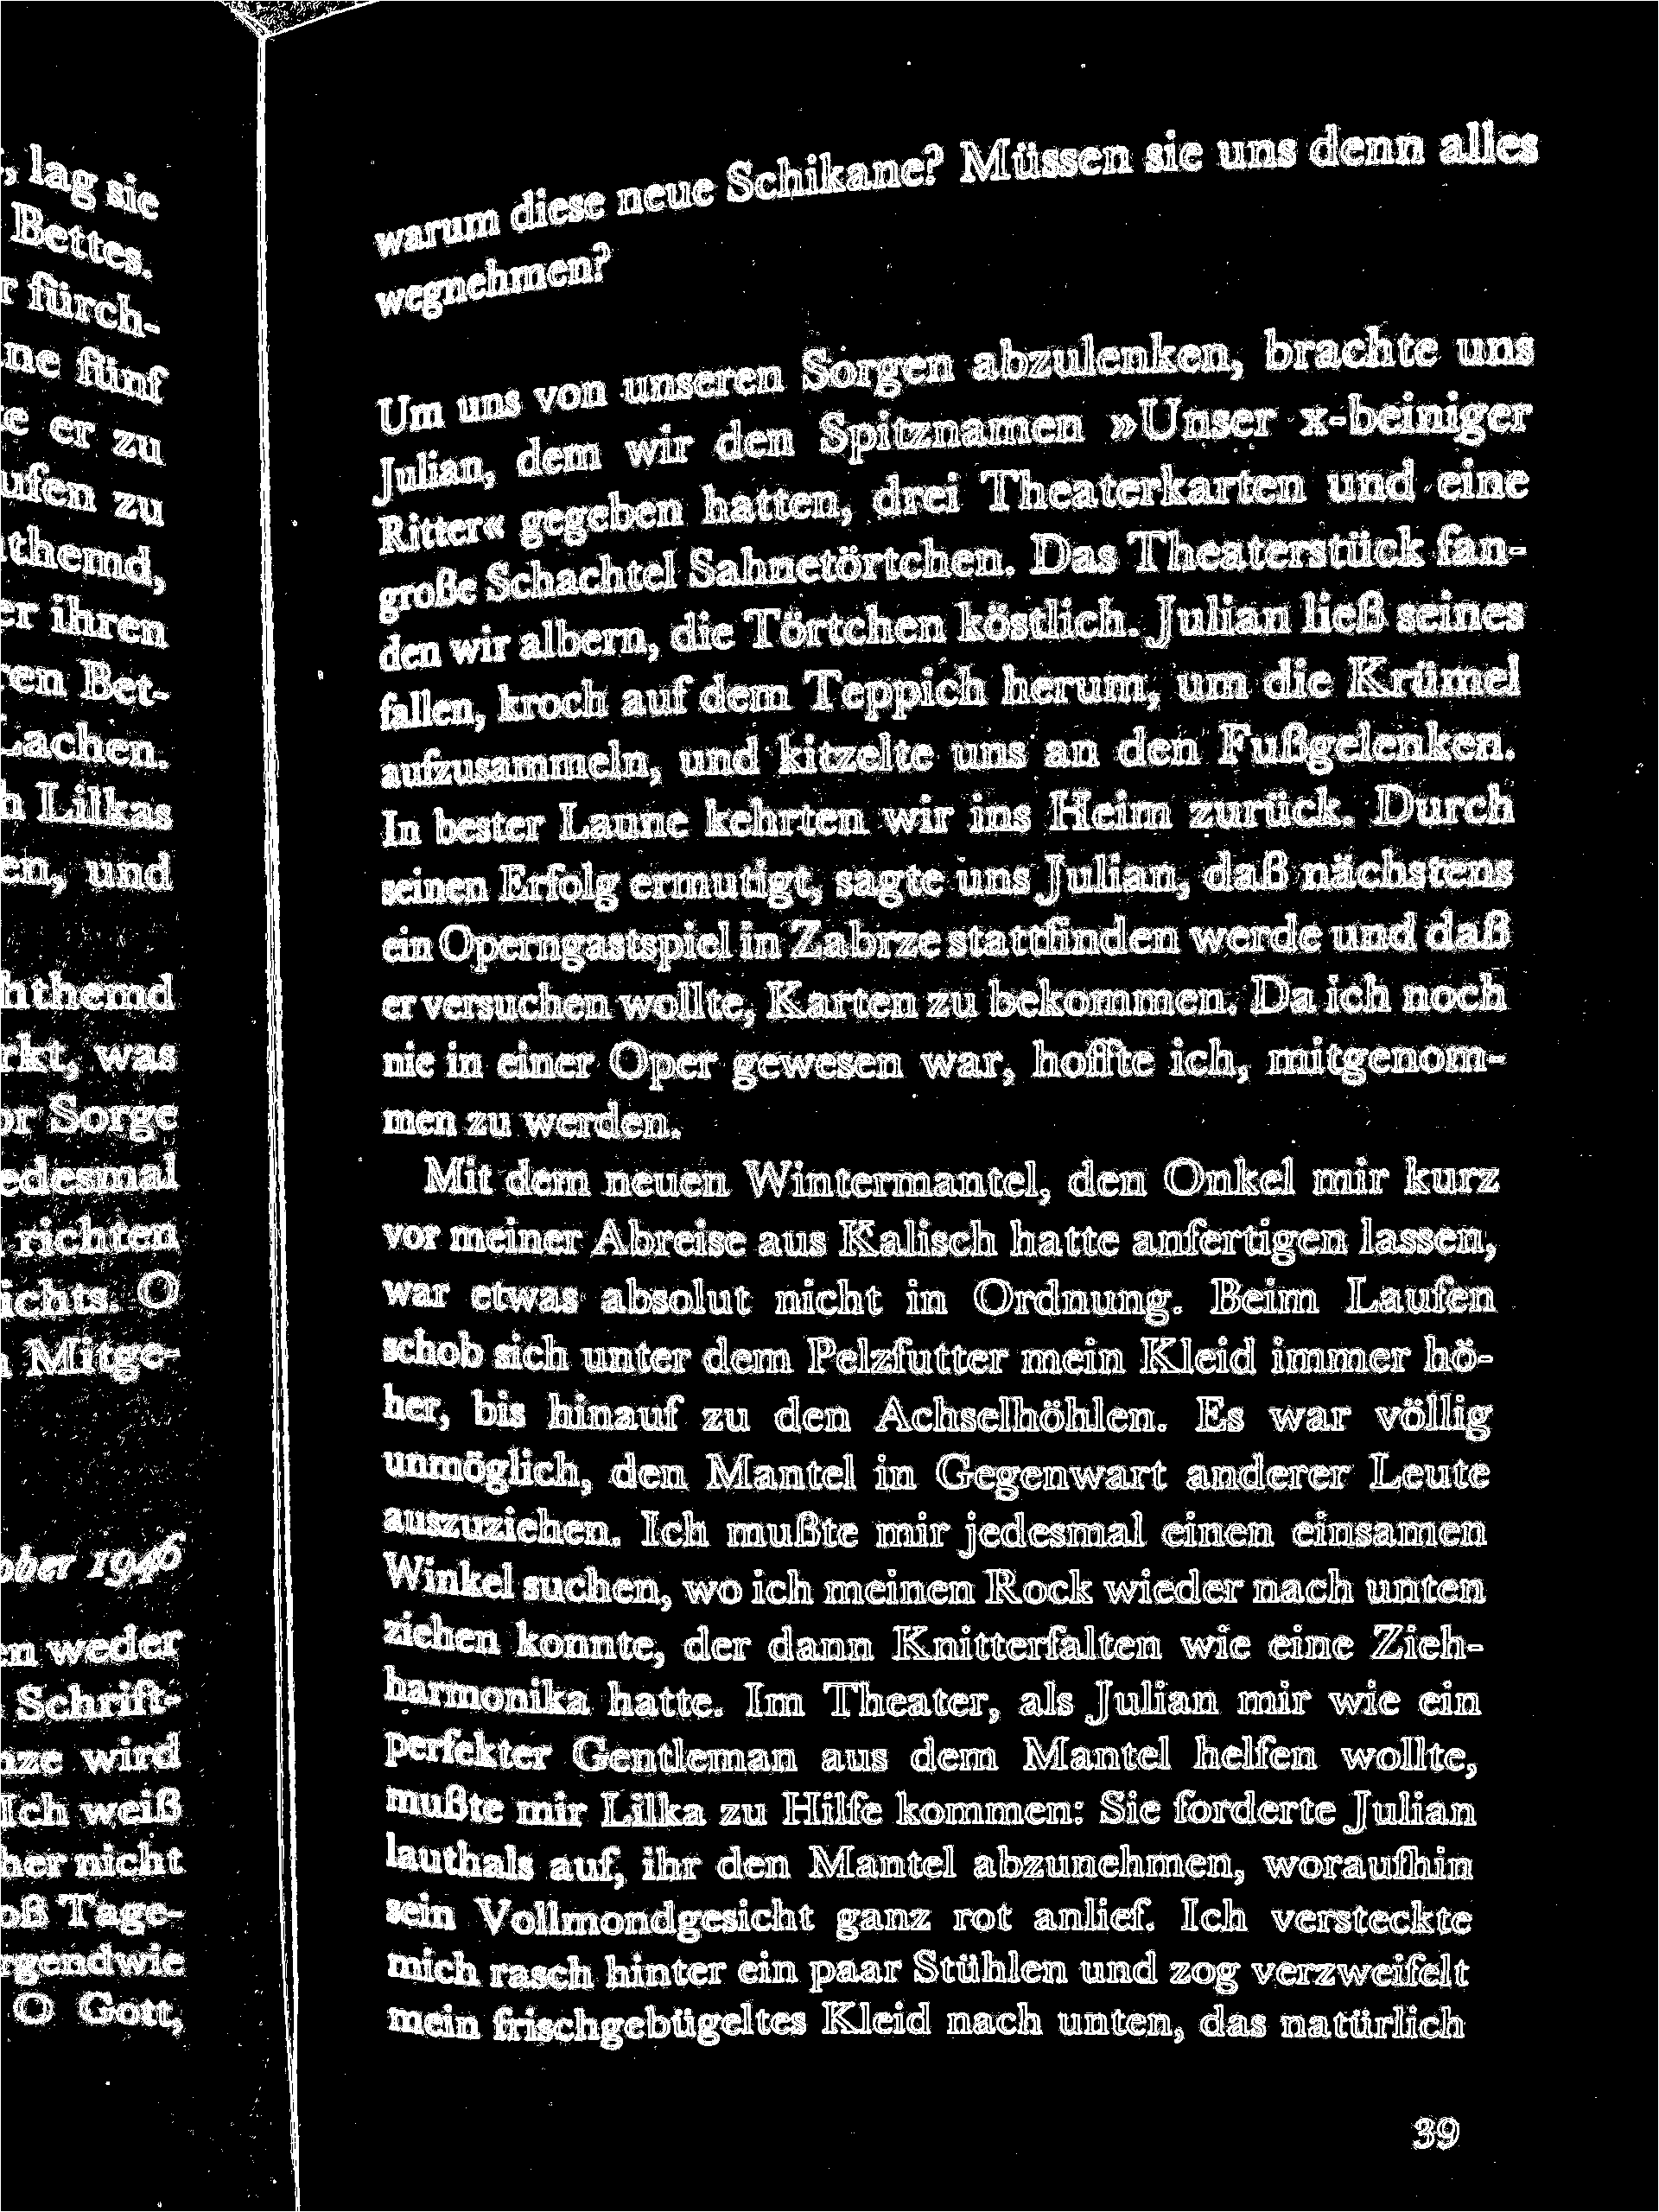 , lag sie
Bettes.
r fürch-
ne fünf
te er zu
ufen zu
hthemd,
er ihren
ren Bet-
Lachen.
h Lilkas
en, und
hthemd
rkt, was
or Sorge
edesmal
richten
ichts. O
Mitge-
ober 1946
en weder
Schrift-
nze wird
Ich weiß
her nicht
oß Tage-
rgendwie
O Gott,
warum diese neue Schikane? Müssen sie uns denn alles
wegnehmen?
Um uns von unseren Sorgen abzulenken, brachte uns
Julian, dem wir den Spitznamen »Unser x-beiniger
Ritter« gegeben hatten, drei Theaterkarten und eine
große Schachtel Sahnetörtchen. Das Theaterstück fan-
den wir albern, die Törtchen köstlich. Julian ließ seines
fallen, kroch auf dem Teppich herum, um die Krümel
aufzusammeln, und kitzelte uns an den Fußgelenken.
In bester Laune kehrten wir ins Heim zurück. Durch
seinen Erfolg ermutigt, sagte uns Julian, daß nächstens
ein Operngastspiel in Zabrze stattfinden werde und daß
er versuchen wollte, Karten zu bekommen. Da ich noch
nie in einer Oper gewesen war, hoffte ich, mitgenom-
men zu werden.
Mit dem neuen Wintermantel, den Onkel mir kurz
vor meiner Abreise aus Kalisch hatte anfertigen lassen,
war etwas absolut nicht in Ordnung. Beim Laufen
schob sich unter dem Pelzfutter mein Kleid immer hö-
her, bis hinauf zu den Achselhöhlen. Es war völlig
unmöglich, den Mantel in Gegenwart anderer Leute
auszuziehen. Ich mußte mir jedesmal einen einsamen
Winkel suchen, wo ich meinen Rock wieder nach unten
ziehen konnte, der dann Knitterfalten wie eine Zieh-
harmonika hatte. Im Theater, als Julian mir wie ein
perfekter Gentleman aus dem Mantel helfen wollte,
mußte mir Lilka zu Hilfe kommen: Sie forderte Julian
lauthals auf, ihr den Mantel abzunehmen, woraufhin
sein Vollmondgesicht ganz rot anlief. Ich versteckte
mich rasch hinter ein paar Stühlen und zog verzweifelt
mein frischgebügeltes Kleid nach unten, das natürlich
39